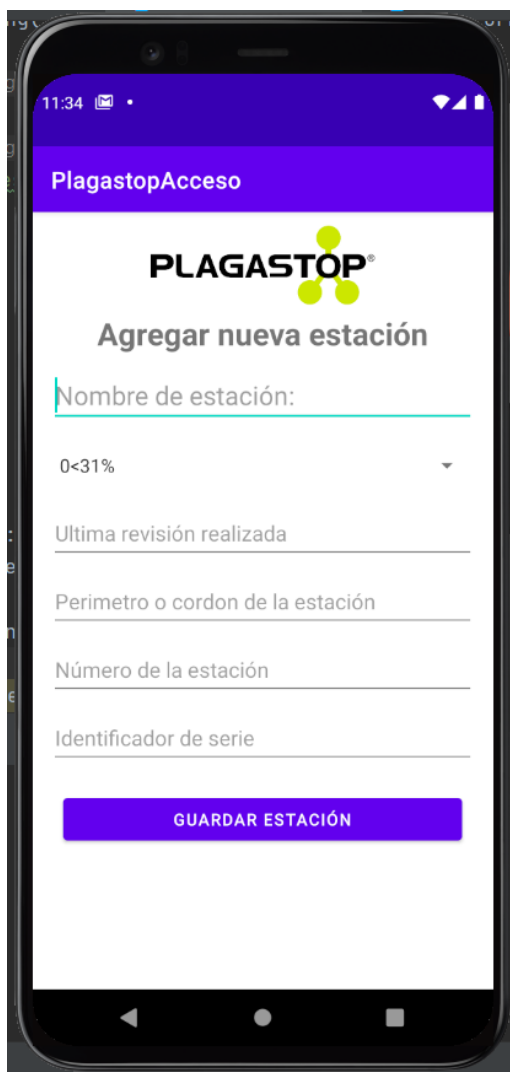 11:34
PlagastopAcceso
PLAGASTOP®
Agregar nueva estación
Nombre de estación:
0<31%
Ultima revisión realizada
Perimetro o cordon de la estación
Número de la estación
Identificador de serie
GUARDAR ESTACIÓN